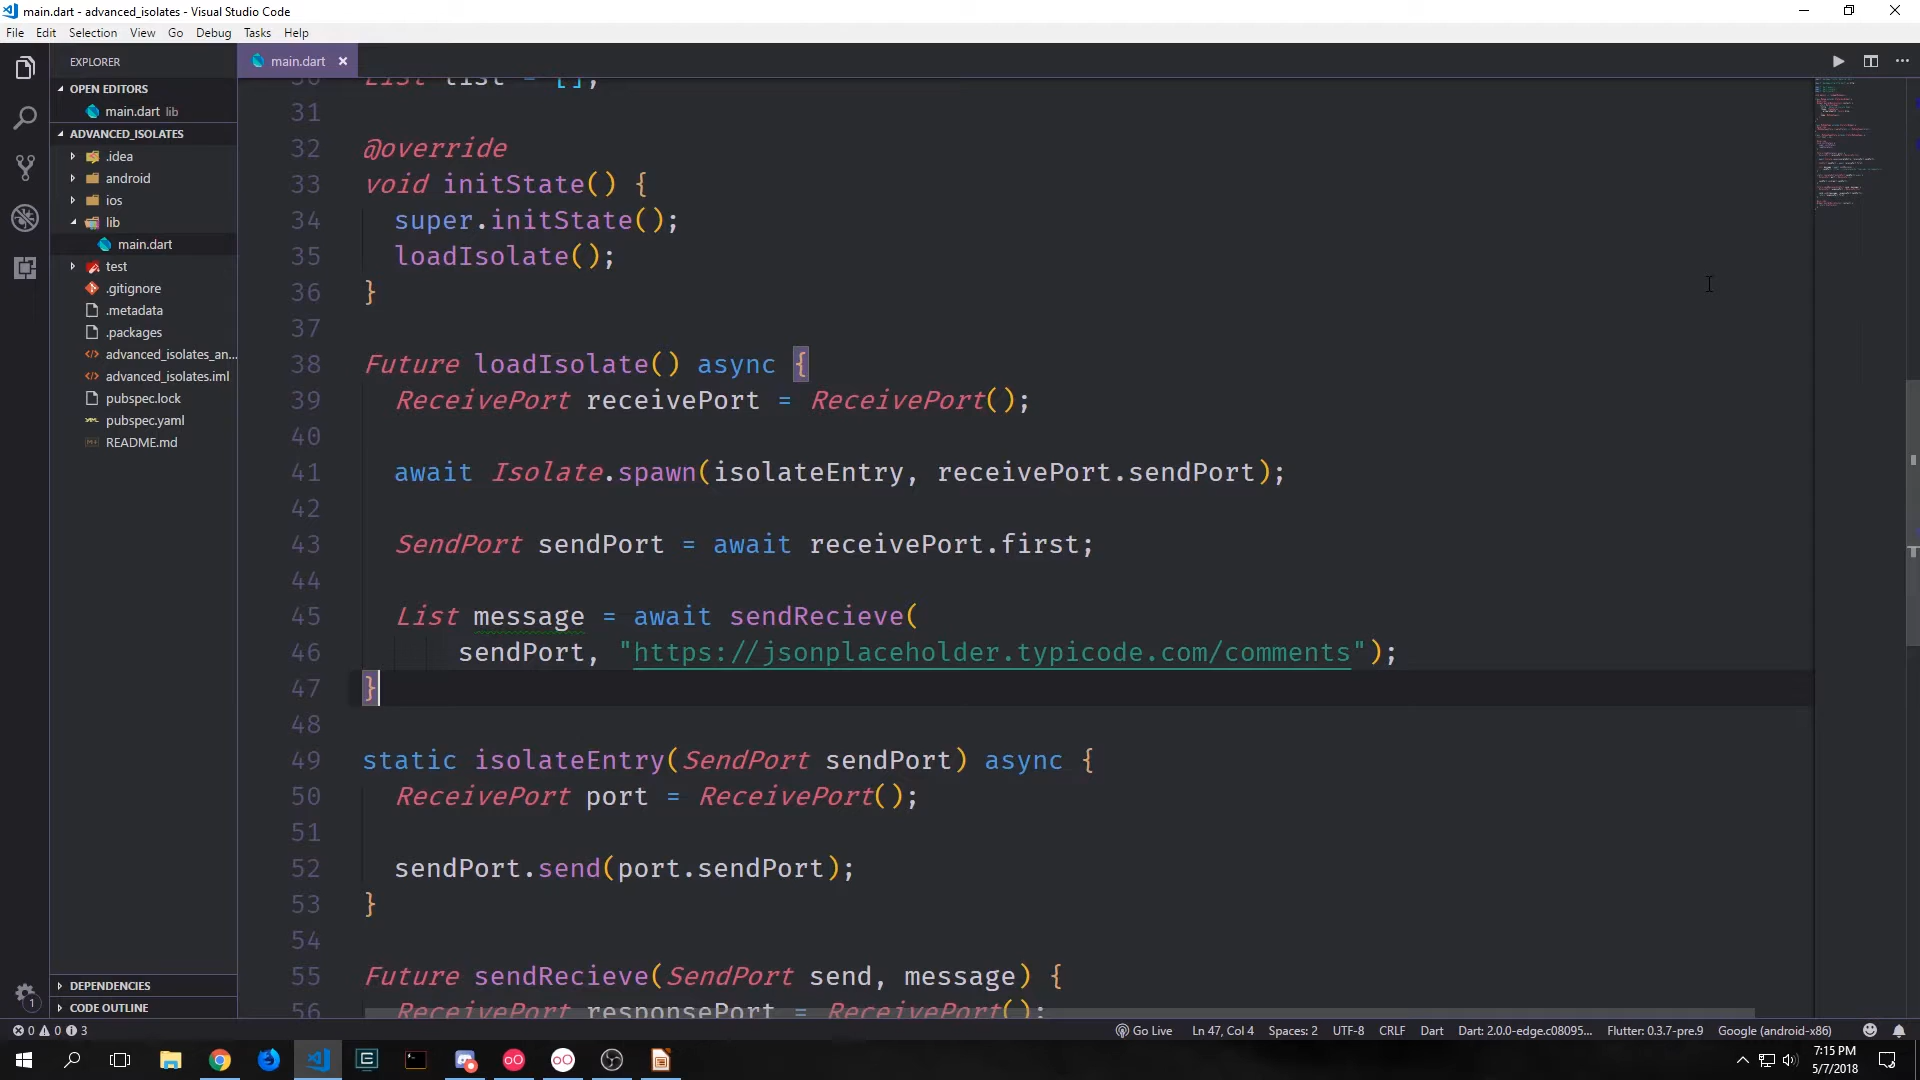 main.dart - advanced_isolates - Visual Studio Code
File Edit Selection View Go Debug Tasks Help
EXPLORER
OPEN EDITORS
main.dart lib
ADVANCED_ISOLATES
.idea
android
ios
lib
main.dart
test
.gitignore
.metadata
.packages
advanced_isolates_an...
advanced_isolates.iml
pubspec.lock
pubspec.yaml
README.md
DEPENDENCIES
CODE OUTLINE
main.dart
30 List list = [];
31
32 @override
33 void initState() {
34 super.initState();
35 loadIsolate();
36 }
37
38 Future loadIsolate() async {
39 ReceivePort receivePort = ReceivePort();
40
41 await Isolate.spawn(isolateEntry, receivePort.sendPort);
42
43 SendPort sendPort = await receivePort.first;
44
45 List message = await sendRecieve(
46 sendPort, "https://jsonplaceholder.typicode.com/comments");
47 }
48
49 static isolateEntry(SendPort sendPort) async {
50 ReceivePort port = ReceivePort();
51
52 sendPort.send(port.sendPort);
53 }
54
55 Future sendRecieve(SendPort send, message) {
56 ReceivePort responsePort = ReceivePort();
1
0 0 3
Go Live Ln 47, Col 4 Spaces: 2 UTF-8 CRLF Dart Dart: 2.0.0-edge.c08095... Flutter: 0.3.7-pre.9 Google (android-x86)
7:15 PM
5/7/2018